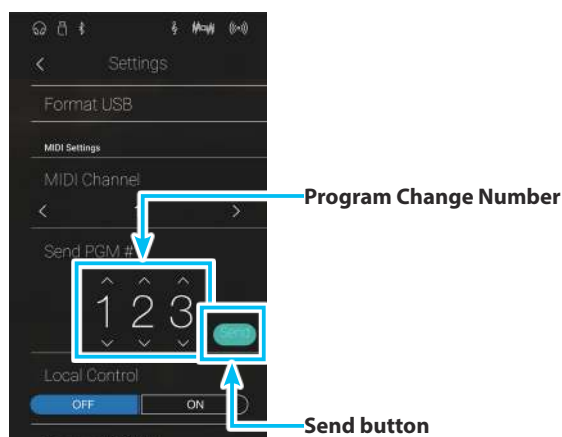 Settings
Format USB
MIDI Settings
MIDI Channel
Program Change Number
Send PGM #
1 2 3
Send
Local Control
OFF ON
Send button